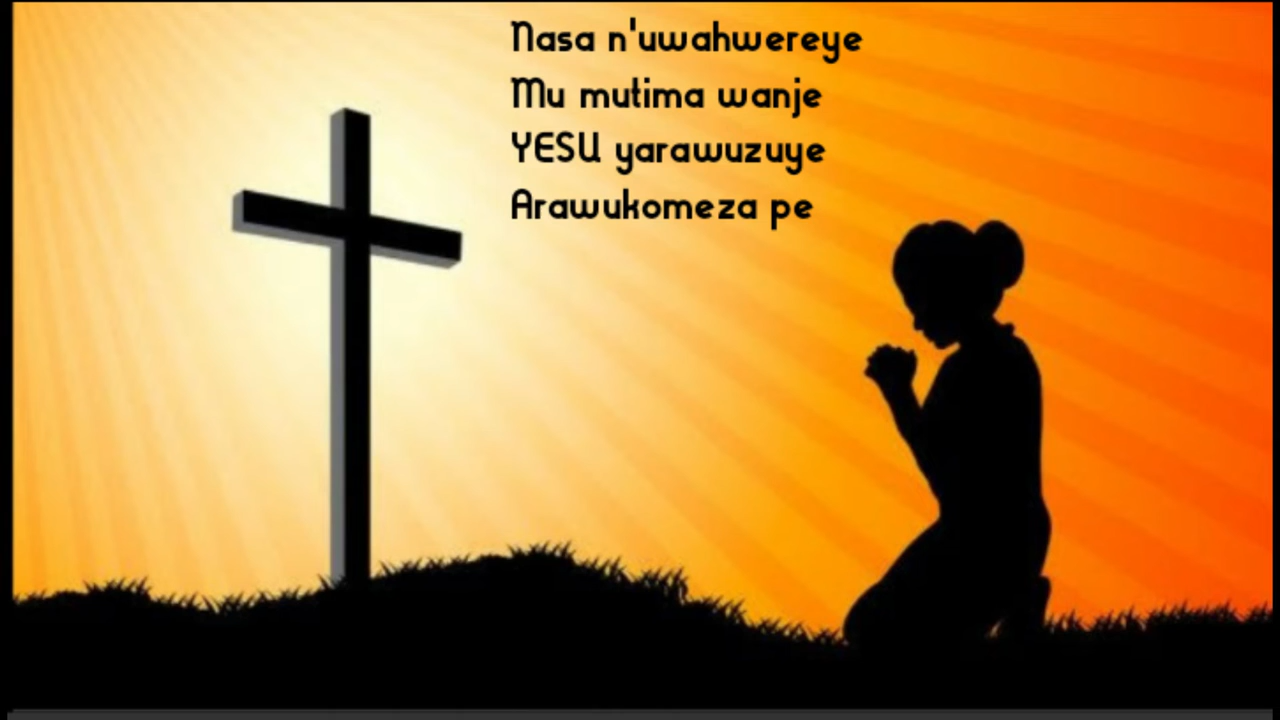 Nasa n'uwahwereye
Mu mutima wanje
YESU yarawuzuye
Arawukomeza pe